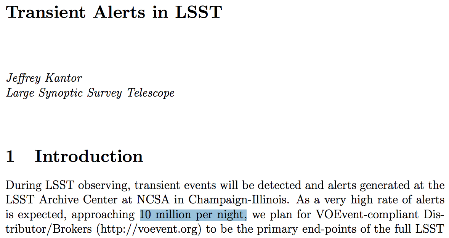 Transient Alerts in LSST
Jeffrey Kantor
Large Synoptic Survey Telescope
1 Introduction
During LSST observing, transient events will be detected and alerts generated at the
LSST Archive Center at NCSA in Champaign-Illinois. As a very high rate of alerts
is expected, approaching 10 million per night, we plan for VOEvent-compliant Dis-
tributor/Brokers (http://voevent.org) to be the primary end-points of the full LSST